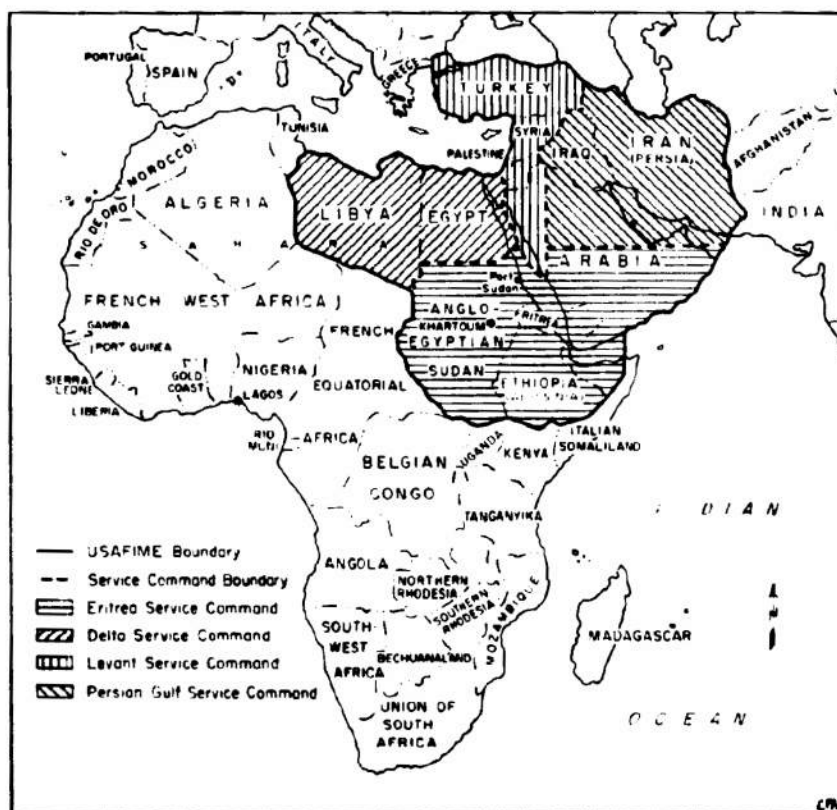 PORTUGAL
SPAIN
ITALY
GREECE
TURKEY
TUNISIA
SYRIA
PALESTINE
IRAQ
IRAN
(PERSIA)
AFGHANISTAN
INDIA
MOROCCO
ALGERIA
RIO DE ORO
LIBYA
EGYPT
SAHARA
ARABIA
Port
Sudan
FRENCH WEST AFRICA
ANGLO
KHARTOUM
EGYPTIAN
SUDAN
ERITREA
GAMBIA
PORT GUINEA
FRENCH
EQUATORIAL
AFRICA
NIGERIA
GOLD
COAST
SIERRA
LEONE
LIBERIA
LAGOS
ETHIOPIA
RIO
MUNI
UGANDA
KENYA
ITALIAN
SOMALILAND
BELGIAN
CONGO
TANGANYIKA
ANGOLA
NORTHERN
RHODESIA
SOUTHERN
RHODESIA
MOZAMBIQUE
SOUTH
WEST
AFRICA
BECHUANALAND
MADAGASCAR
UNION OF
SOUTH
AFRICA
DIAN
OCEAN
USAFIME Boundary
Service Command Boundary
Eritrea Service Command
Delta Service Command
Levant Service Command
Persian Gulf Service Command